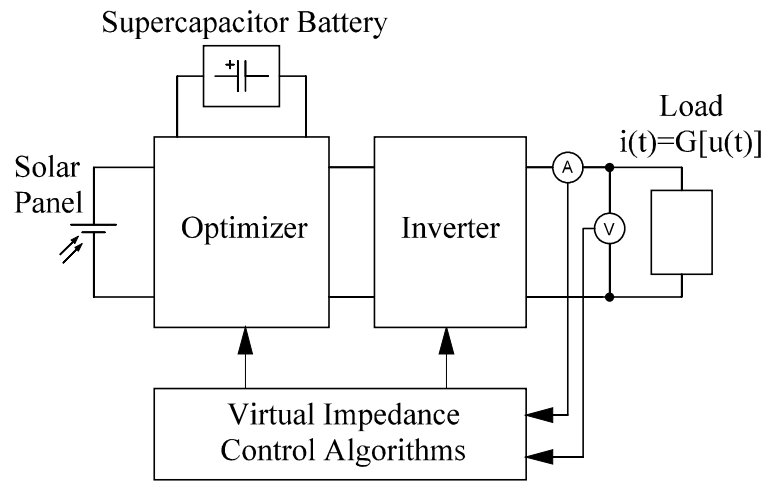 Supercapacitor Battery
+
Load
i(t)=G[u(t)]
Solar
Panel
A
Optimizer
Inverter
V
Virtual Impedance
Control Algorithms